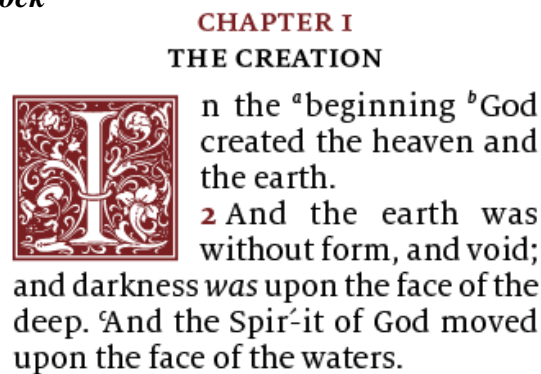 ock
CHAPTER I
THE CREATION
In the ᵃbeginning ᵇGod
created the heaven and
the earth.
2 And the earth was
without form, and void;
and darkness was upon the face of the
deep. ᶜAnd the Spir´-it of God moved
upon the face of the waters.